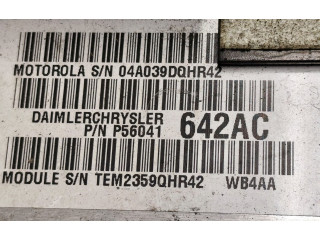 MOTOROLA S/N 04A039DQHR42
DAIMLERCHRYSLER
P/N P56041 642AC
MODULE S/N TEM2359QHR42 WB4AA